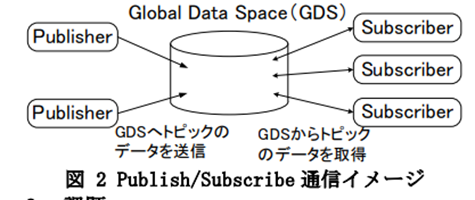 Global Data Space(GDS)
Publisher
Publisher
Subscriber
Subscriber
Subscriber
GDSへトピックの
データを送信
GDSからトピック
のデータを取得
図 2 Publish/Subscribe 通信イメージ